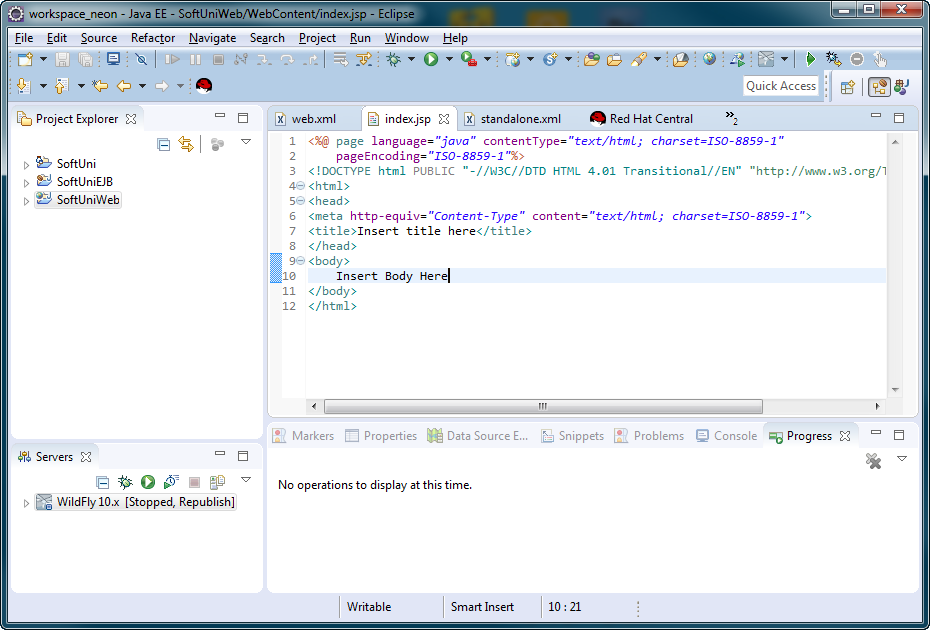 workspace_neon - Java EE - SoftUniWeb/WebContent/index.jsp - Eclipse
File Edit Source Refactor Navigate Search Project Run Window Help
Quick Access
Project Explorer
SoftUni
SoftUniEJB
SoftUniWeb
web.xml index.jsp standalone.xml Red Hat Central »2
1 <%@ page language="java" contentType="text/html; charset=ISO-8859-1"
2 pageEncoding="ISO-8859-1"%>
3 <!DOCTYPE html PUBLIC "-//W3C//DTD HTML 4.01 Transitional//EN" "http://www.w3.org/T
4 <html>
5 <head>
6 <meta http-equiv="Content-Type" content="text/html; charset=ISO-8859-1">
7 <title>Insert title here</title>
8 </head>
9 <body>
10 Insert Body Here
11 </body>
12 </html>
Servers
WildFly 10.x [Stopped, Republish]
Markers Properties Data Source E... Snippets Problems Console Progress
No operations to display at this time.
Writable Smart Insert 10 : 21